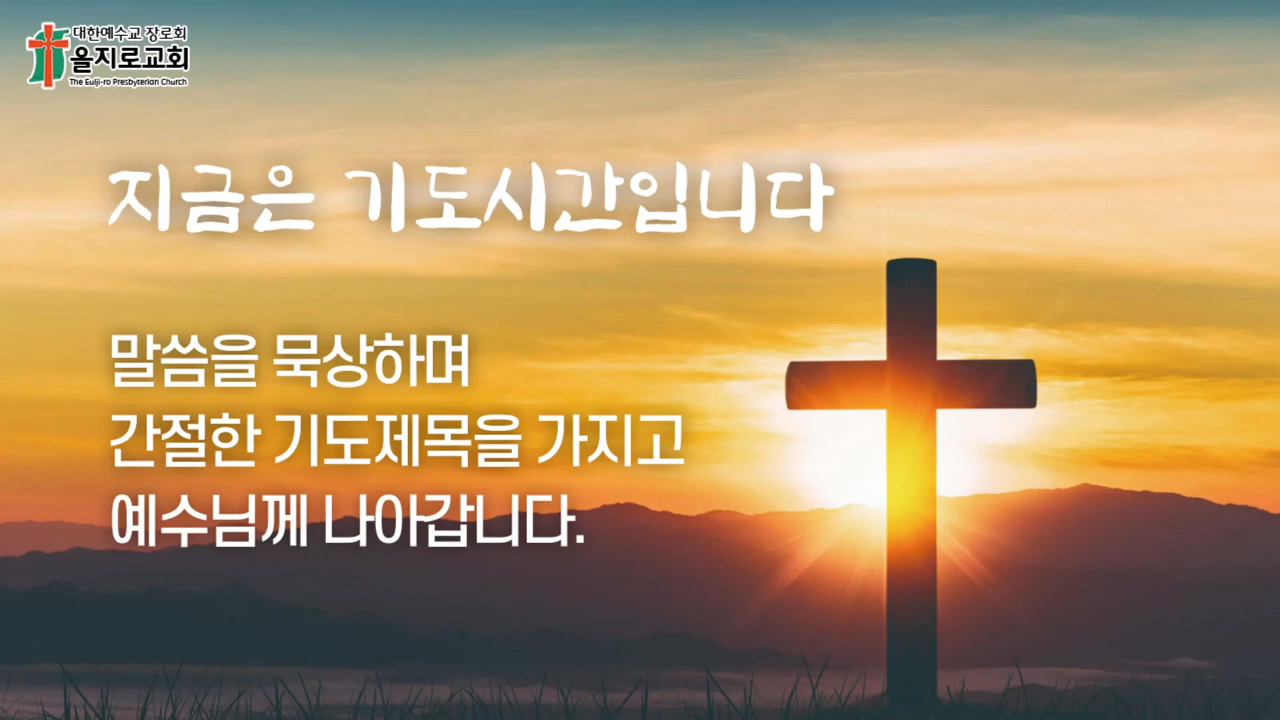 대한예수교 장로회
을지로교회
The Eulji-ro Presbyterian Church
지금은 기도시간입니다
말씀을 묵상하며
간절한 기도제목을 가지고
예수님께 나아갑니다.